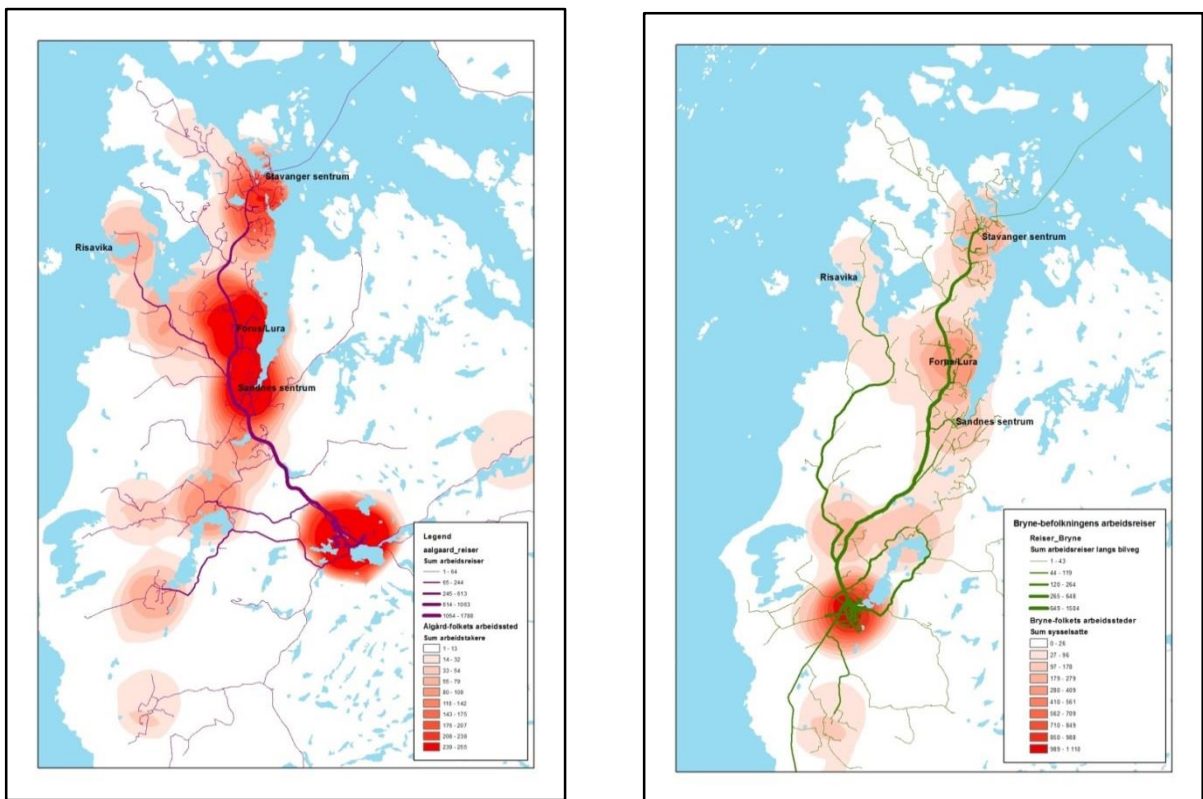 Stavanger sentrum
Risavika
Forus/Lura
Sandnes sentrum
Legend
aalgaard_reiser
Sum arbeidsreiser
1 - 64
65 - 244
245 - 613
614 - 1063
1064 - 1788
Ålgård-folkets arbeidssted
Sum arbeidstakere
1 - 13
14 - 32
33 - 54
55 - 79
80 - 108
143 - 175
176 - 207
208 - 238
239 - 255
Stavanger sentrum
Risavika
Forus/Lura
Sandnes sentrum
Bryne-befolkningens arbeidsreiser
Reiser_Bryne
Sum arbeidsreiser langs bilveg
1 - 43
44 - 119
120 - 264
265 - 648
649 - 1504
Bryne-folkets arbeidssteder
Sum sysselsatte
0 - 26
27 - 96
97 - 178
179 - 279
280 - 409
410 - 561
562 - 709
710 - 849
850 - 988
989 - 1 110